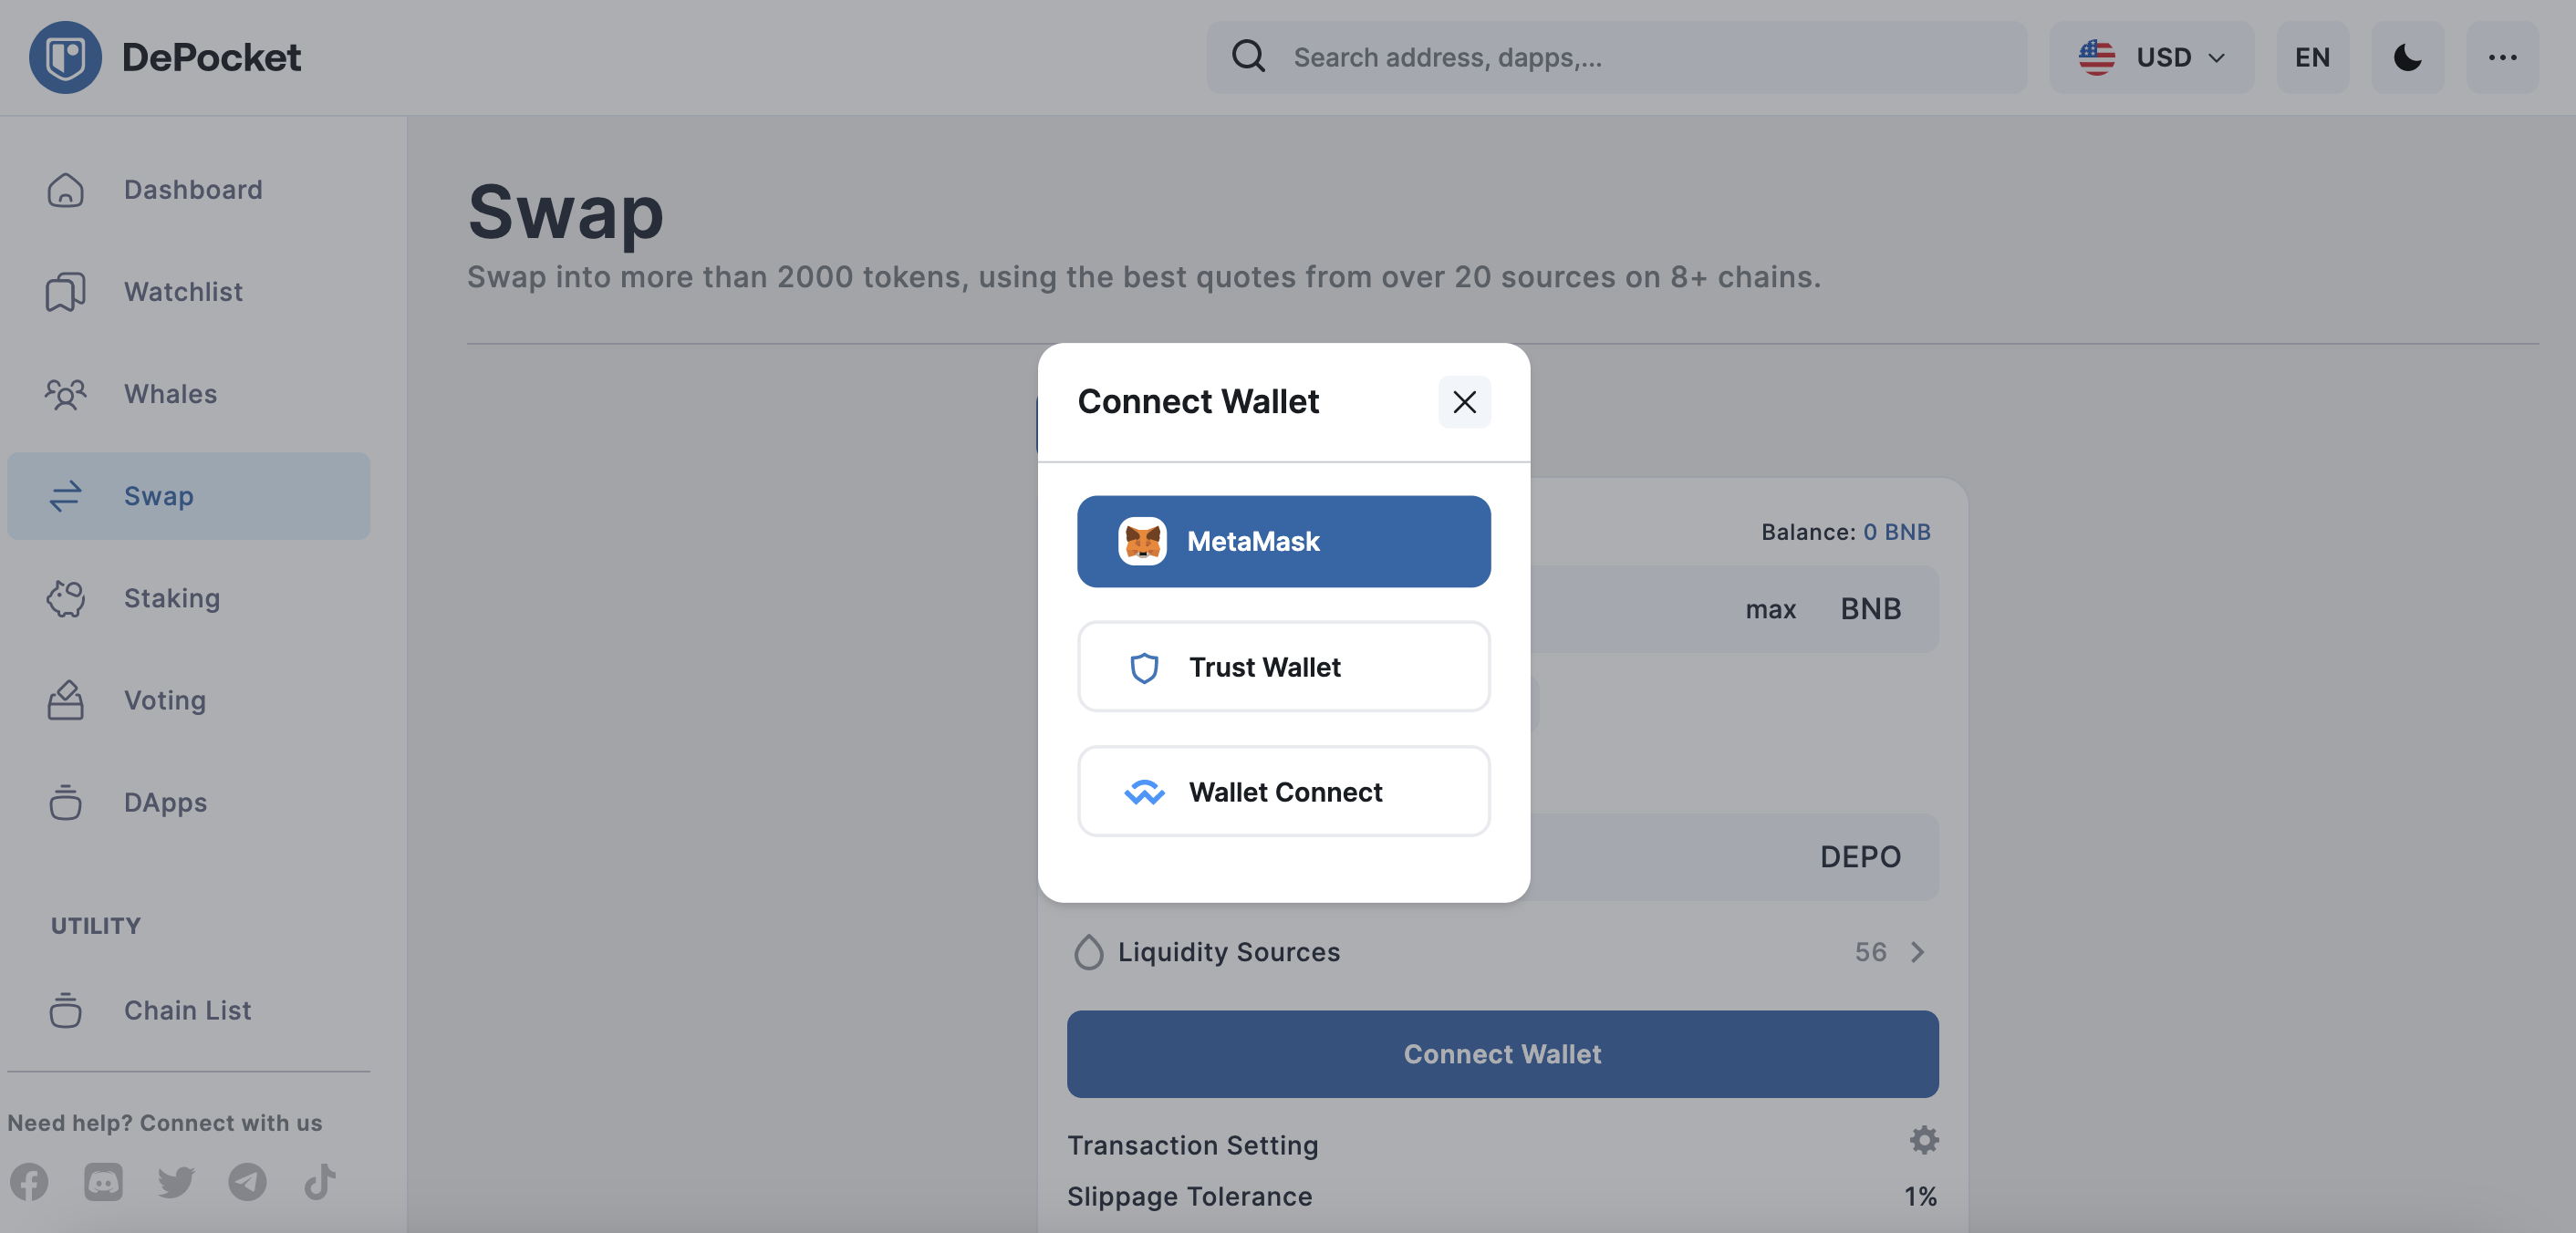 DePocket
Search address, dapps,...
USD
EN
Dashboard
Watchlist
Whales
Swap
Staking
Voting
DApps
UTILITY
Chain List
Need help? Connect with us
Swap
Swap into more than 2000 tokens, using the best quotes from over 20 sources on 8+ chains.
Connect Wallet
MetaMask
Trust Wallet
Wallet Connect
Balance: 0 BNB
max BNB
DEPO
Liquidity Sources 56
Connect Wallet
Transaction Setting
Slippage Tolerance 1%